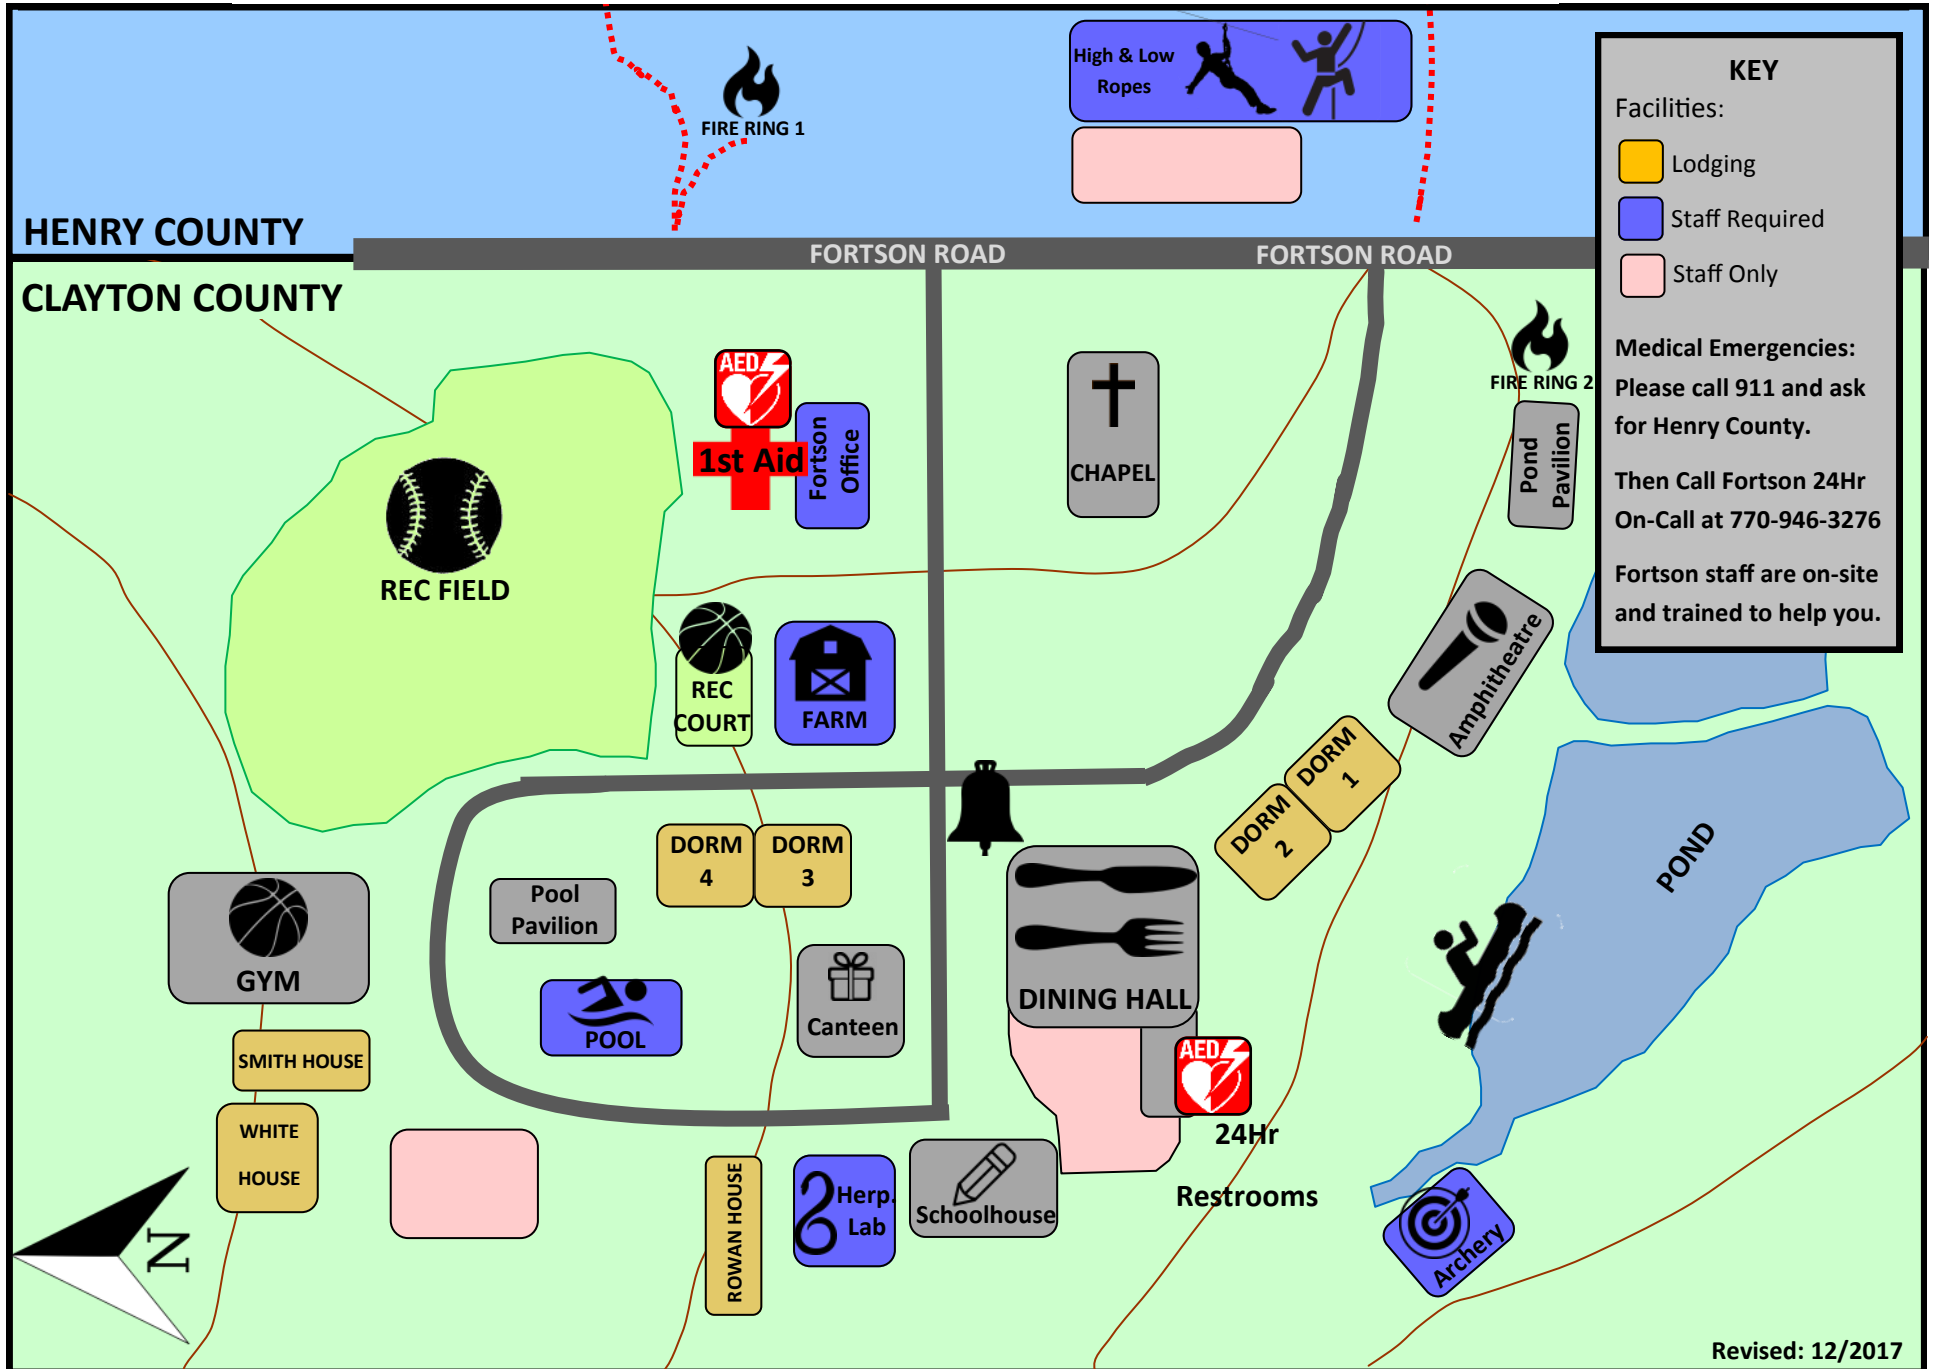 High & Low
Ropes
FIRE RING 1
HENRY COUNTY
FORTSON ROAD
FORTSON ROAD
CLAYTON COUNTY
KEY
Facilities:
Lodging
Staff Required
Staff Only
Medical Emergencies:
Please call 911 and ask
for Henry County.
Then Call Fortson 24Hr
On-Call at 770-946-3276
Fortson staff are on-site
and trained to help you.
AED
1st Aid
Fortson
Office
CHAPEL
FIRE RING 2
Pond
Pavilion
REC FIELD
REC
COURT
FARM
Amphitheatre
DORM
1
DORM
2
DORM
4
DORM
3
Pool
Pavilion
POND
GYM
POOL
Canteen
DINING HALL
SMITH HOUSE
AED
24Hr
Restrooms
WHITE
HOUSE
ROWAN HOUSE
Herp.
Lab
Schoolhouse
Archery
N
Revised: 12/2017